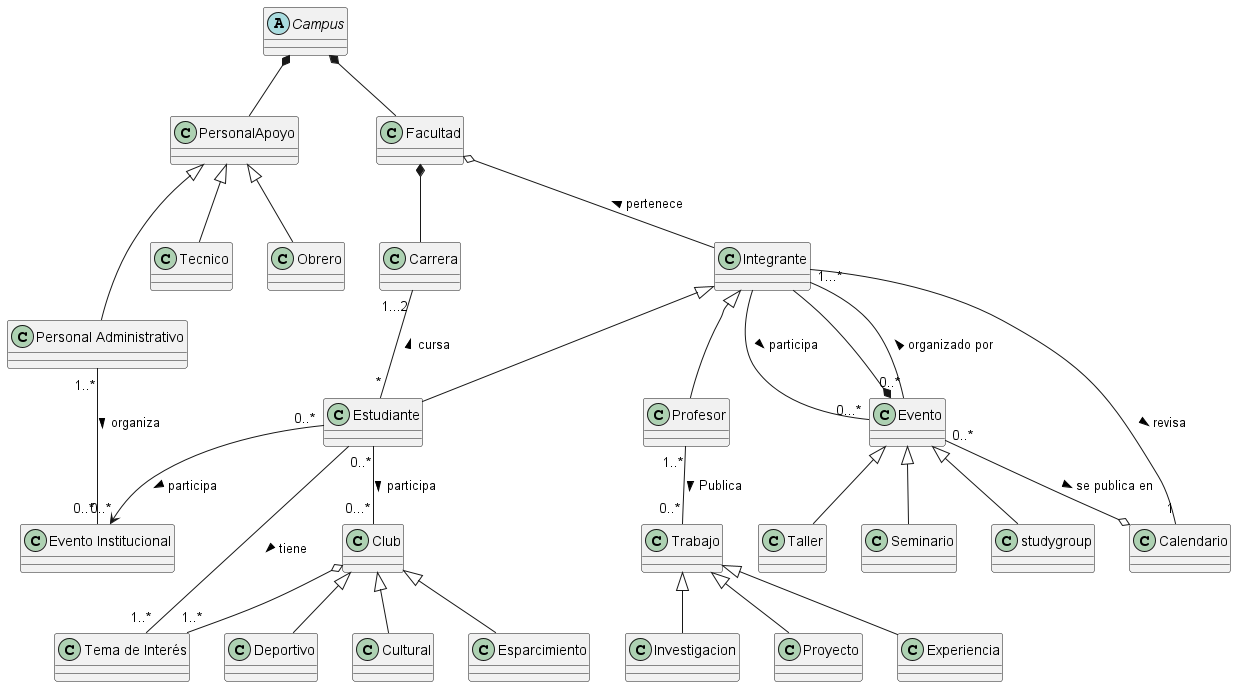 A Campus
C PersonalApoyo
C Facultad
pertenece
C Tecnico
C Obrero
C Carrera
C Integrante
1...*
1...2
C Personal Administrativo
cursa
participa
organizado por
1..*
*
0..*
0..*
C Estudiante
C Profesor
0...*
C Evento
organiza
revisa
0..*
1..*
0..*
participa
participa
Publica
se publica en
0..*
0..*
0...*
0..*
1
C Evento Institucional
C Club
C Trabajo
C Taller
C Seminario
C studygroup
C Calendario
tiene
1..*
1..*
C Tema de Interés
C Deportivo
C Cultural
C Esparcimiento
C Investigacion
C Proyecto
C Experiencia